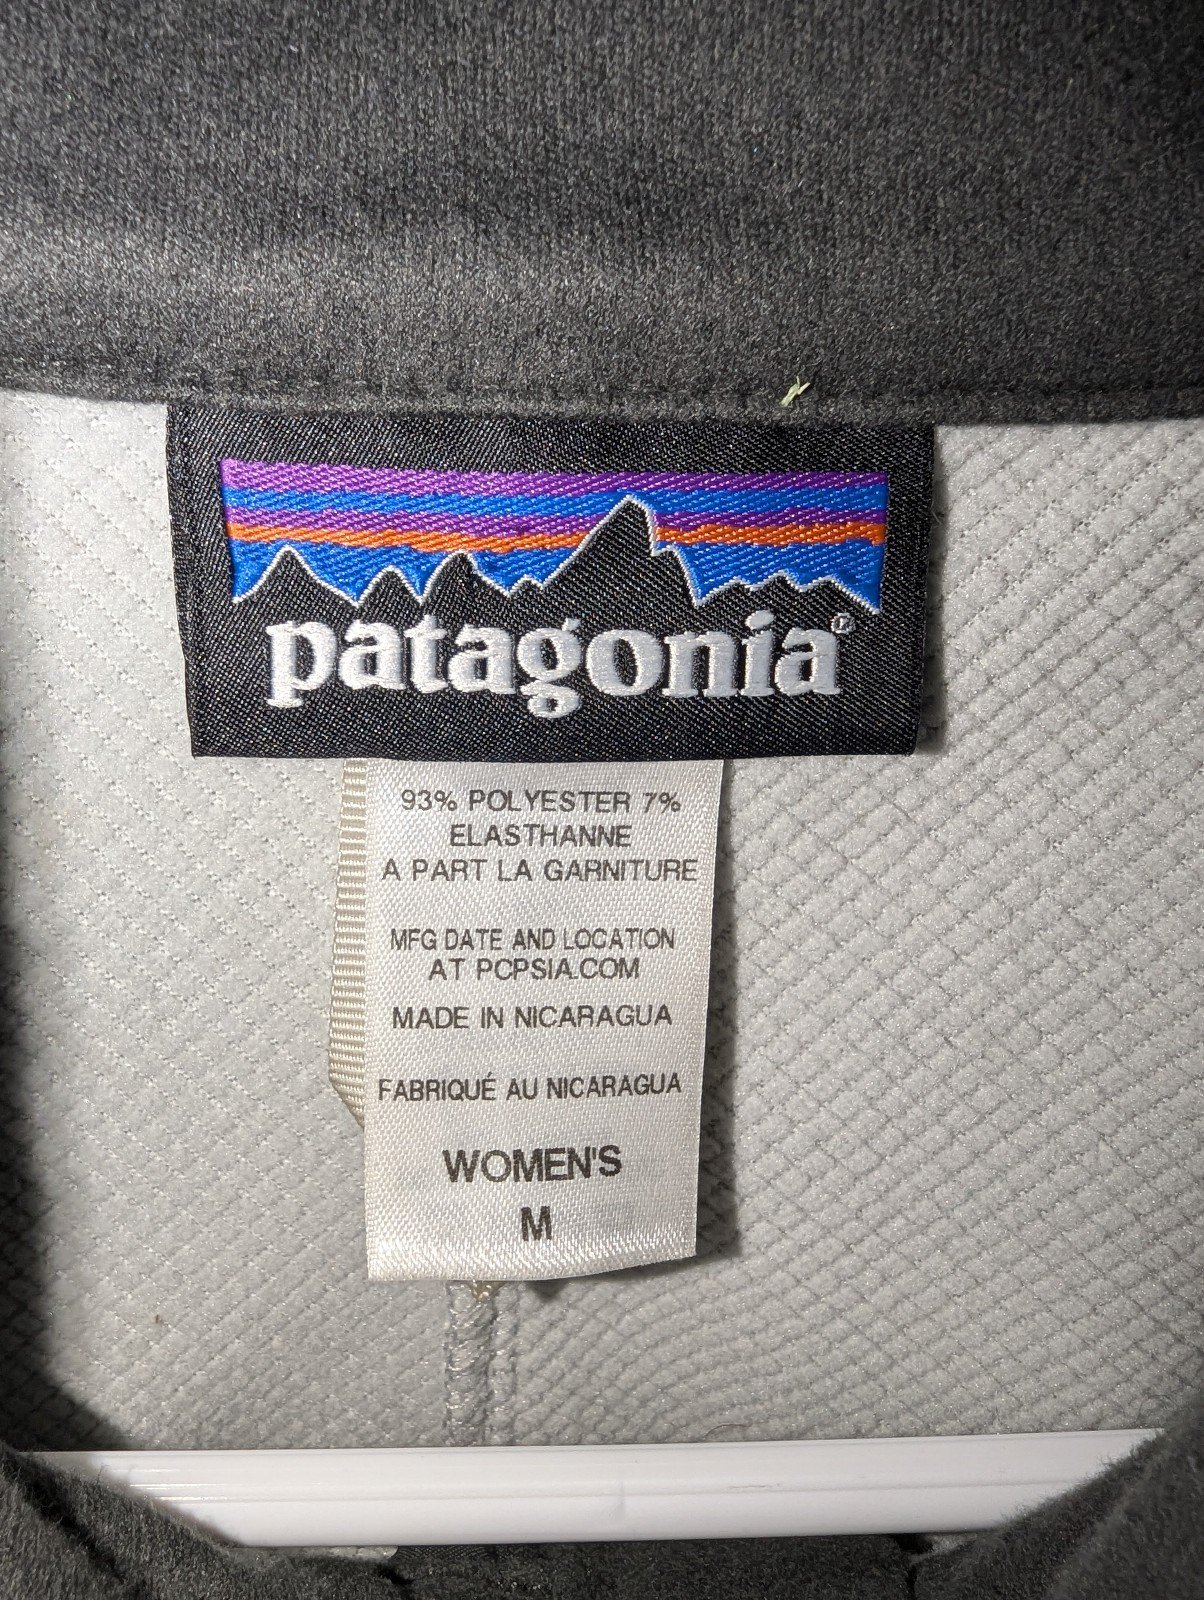 patagonia®
93% POLYESTER 7%
ELASTHANNE
A PART LA GARNITURE
MFG DATE AND LOCATION
AT PCPSIA.COM
MADE IN NICARAGUA
FABRIQUÉ AU NICARAGUA
WOMEN'S
M